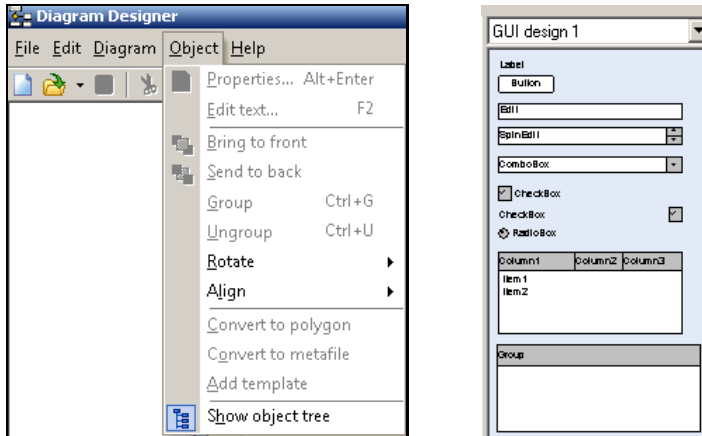 Diagram Designer
File Edit Diagram Object Help
Properties... Alt+Enter
Edit text... F2
Bring to front
Send to back
Group Ctrl+G
Ungroup Ctrl+U
Rotate
Align
Convert to polygon
Convert to metafile
Add template
Show object tree
GUI design 1
Label
Button
Edit
SpinEdit
ComboBox
CheckBox
CheckBox
RadioBox
Column1 Column2 Column3
Item1
Item2
Group